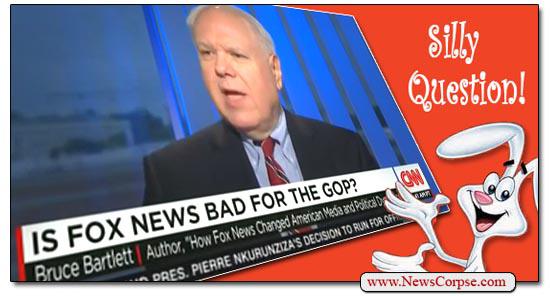 Silly
Question!
CNN
IS FOX NEWS BAD FOR THE GOP?
Bruce Bartlett | Author, "How Fox News Changed American Media and Political
AND PRES. PIERRE NKURUNZIZA'S DECISION TO RUN FOR
www.NewsCorpse.com